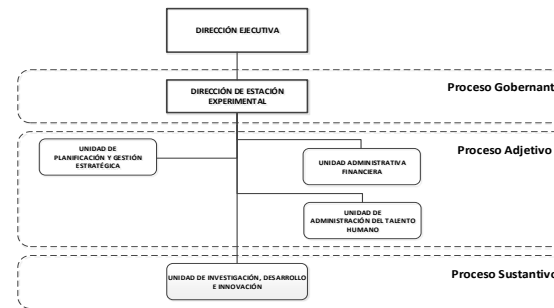 DIRECCIÓN EJECUTIVA
DIRECCIÓN DE ESTACIÓN
EXPERIMENTAL
Proceso Gobernant
Proceso Adjetivo
UNIDAD DE
PLANIFICACIÓN Y GESTIÓN
ESTRATÉGICA
UNIDAD ADMINISTRATIVA
FINANCIERA
UNIDAD DE
ADMINISTRACIÓN DEL TALENTO
HUMANO
UNIDAD DE INVESTIGACIÓN, DESARROLLO
E INNOVACIÓN
Proceso Sustantivo